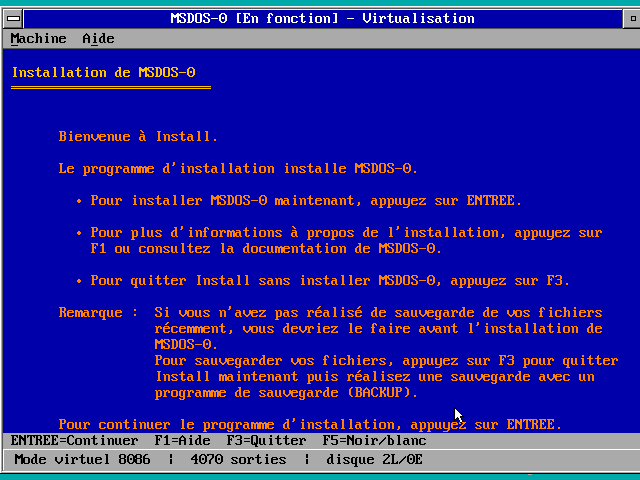 MSDOS-0 [En fonction] - Virtualisation
Machine Aide
Installation de MSDOS-0
Bienvenue à Install.
Le programme d'installation installe MSDOS-0.
• Pour installer MSDOS-0 maintenant, appuyez sur ENTREE.
• Pour plus d'informations à propos de l'installation, appuyez sur
F1 ou consultez la documentation de MSDOS-0.
• Pour quitter Install sans installer MSDOS-0, appuyez sur F3.
Remarque : Si vous n'avez pas réalisé de sauvegarde de vos fichiers
récemment, vous devriez le faire avant l'installation de
MSDOS-0.
Pour sauvegarder vos fichiers, appuyez sur F3 pour quitter
Install maintenant puis réalisez une sauvegarde avec un
programme de sauvegarde (BACKUP).
Pour continuer le programme d'installation, appuyez sur ENTREE.
ENTREE=Continuer F1=Aide F3=Quitter F5=Noir/blanc
Mode virtuel 8086 ¦ 4070 sorties ¦ disque 2L/0E